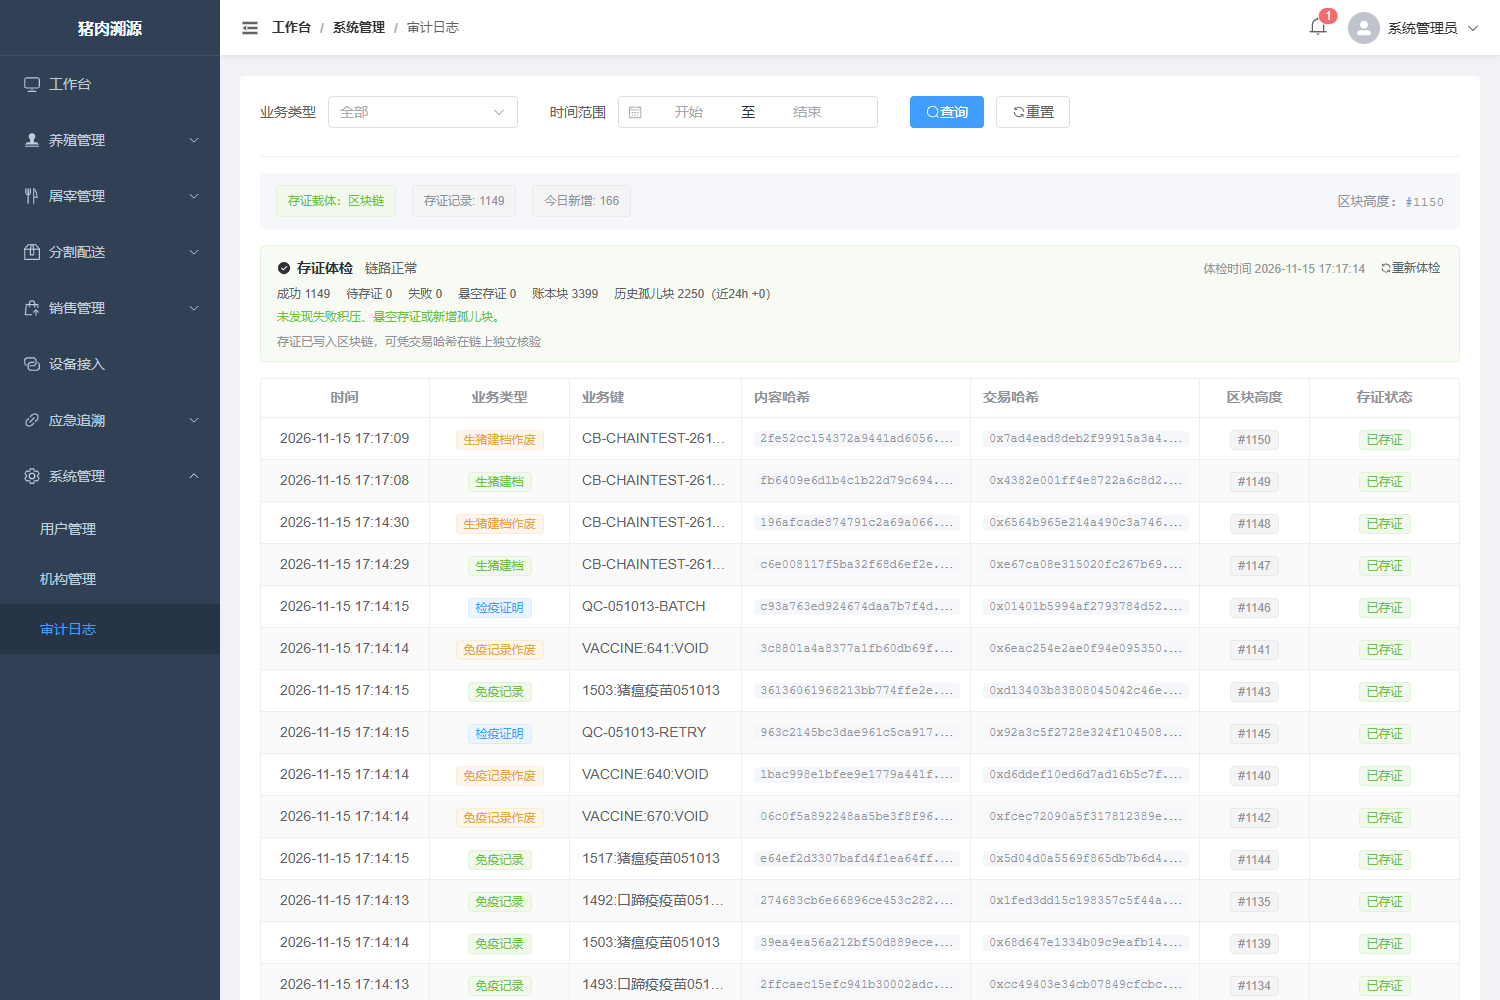 猪肉溯源
工作台
养殖管理
屠宰管理
分割配送
销售管理
设备接入
应急追溯
系统管理
用户管理
机构管理
审计日志
工作台 / 系统管理 / 审计日志
1
系统管理员
业务类型 全部 时间范围 开始 至 结束 查询 重置
存证载体：区块链 存证记录: 1149 今日新增: 166 区块高度：#1150
存证体检 链路正常 体检时间 2026-11-15 17:17:14 重新体检
成功 1149 待存证 0 失败 0 悬空存证 0 账本块 3399 历史孤儿块 2250（近24h +0）
未发现失败积压、悬空存证或新增孤儿块。
存证已写入区块链，可凭交易哈希在链上独立核验
时间 业务类型 业务键 内容哈希 交易哈希 区块高度 存证状态
2026-11-15 17:17:09 生猪建档作废 CB-CHAINTEST-261... 2fe52cc154372a9441ad6056.... 0x7ad4ead8deb2f99915a3a4.... #1150 已存证
2026-11-15 17:17:08 生猪建档 CB-CHAINTEST-261... fb6409e6d1b4c1b22d79c694.... 0x4382e001ff4e8722a6c8d2.... #1149 已存证
2026-11-15 17:14:30 生猪建档作废 CB-CHAINTEST-261... 196afcade874791c2a69a066.... 0x6564b965e214a490c3a746.... #1148 已存证
2026-11-15 17:14:29 生猪建档 CB-CHAINTEST-261... c6e008117f5ba32f68d6ef2e.... 0xe67ca08e315020fc267b69.... #1147 已存证
2026-11-15 17:14:15 检疫证明 QC-051013-BATCH c93a763ed924674daa7b7f4d.... 0x01401b5994af2793784d52.... #1146 已存证
2026-11-15 17:14:14 免疫记录作废 VACCINE:641:VOID 3c8801a4a8377a1fb60db69f.... 0x6eac254e2ae0f94e095350.... #1141 已存证
2026-11-15 17:14:15 免疫记录 1503:猪瘟疫苗051013 36136061968213bb774ffe2e.... 0xd13403b83808045042c46e.... #1143 已存证
2026-11-15 17:14:15 检疫证明 QC-051013-RETRY 963c2145bc3dae961c5ca917.... 0x92a3c5f2728e324f104508.... #1145 已存证
2026-11-15 17:14:14 免疫记录作废 VACCINE:640:VOID 1bac998e1bfee9e1779a441f.... 0xd6ddef10ed6d7ad16b5c7f.... #1140 已存证
2026-11-15 17:14:14 免疫记录作废 VACCINE:670:VOID 06c0f5a892248aa5be3f8f96.... 0xfcec72090a5f317812389e.... #1142 已存证
2026-11-15 17:14:15 免疫记录 1517:猪瘟疫苗051013 e64ef2d3307bafd4f1ea64ff.... 0x5d04d0a5569f865db7b6d4.... #1144 已存证
2026-11-15 17:14:13 免疫记录 1492:口蹄疫疫苗051... 274683cb6e66896ce453c282.... 0x1fed3dd15c198357c5f44a.... #1135 已存证
2026-11-15 17:14:14 免疫记录 1503:猪瘟疫苗051013 39ea4ea56a212bf50d889ece.... 0x68d647e1334b09c9eafb14.... #1139 已存证
2026-11-15 17:14:13 免疫记录 1493:口蹄疫疫苗051... 2ffcaec15efc941b30002adc.... 0xcc49403e34cb07849cfcbc.... #1134 已存证